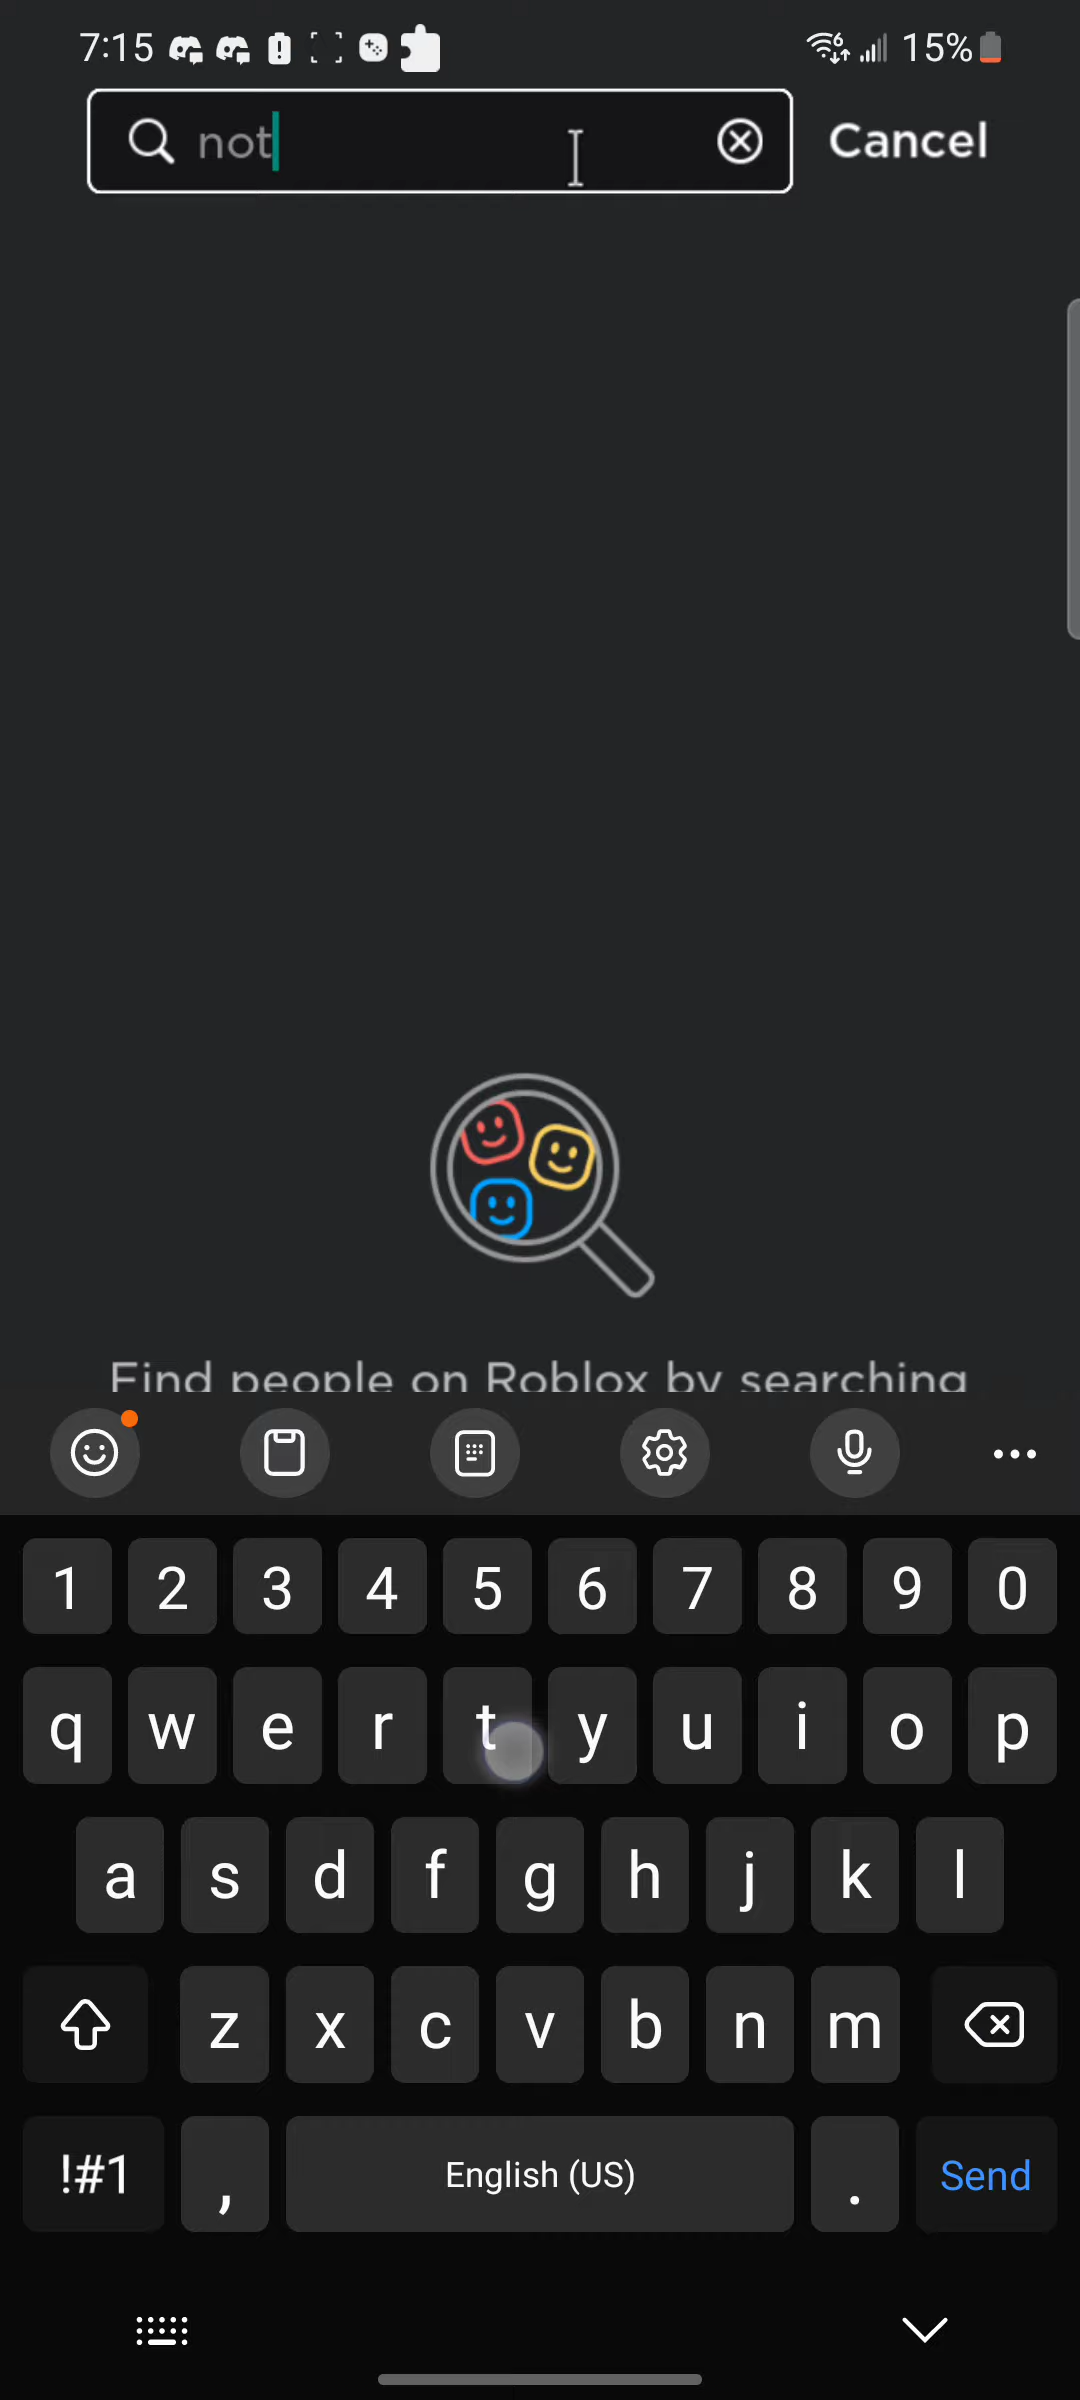 7:15 15%
not Cancel
Find people on Roblox by searching
1 2 3 4 5 6 7 8 9 0
q w e r t y u i o p
a s d f g h j k l
z x c v b n m
!#1 , English (US) . Send